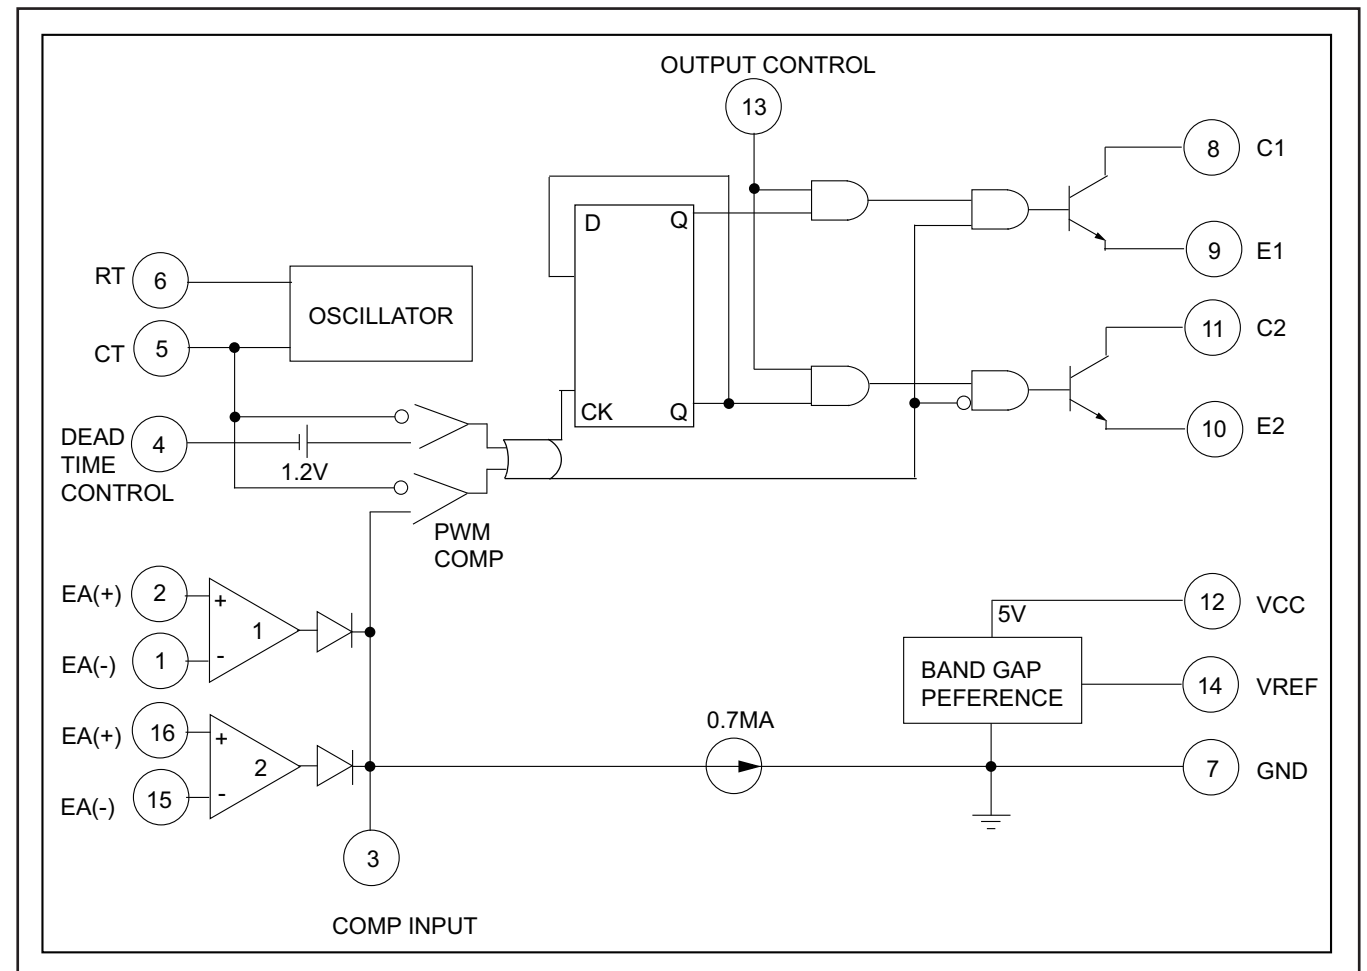 OUTPUT CONTROL
13
8 C1
D Q
9 E1
RT 6
OSCILLATOR
11 C2
CT 5
CK Q
DEAD
TIME
CONTROL
4
1.2V
10 E2
PWM
COMP
EA(+) 2
+
1
-
EA(-) 1
12 VCC
5V
BAND GAP
PEFERENCE
14 VREF
EA(+) 16
+
2
-
EA(-) 15
0.7MA
7 GND
3
COMP INPUT